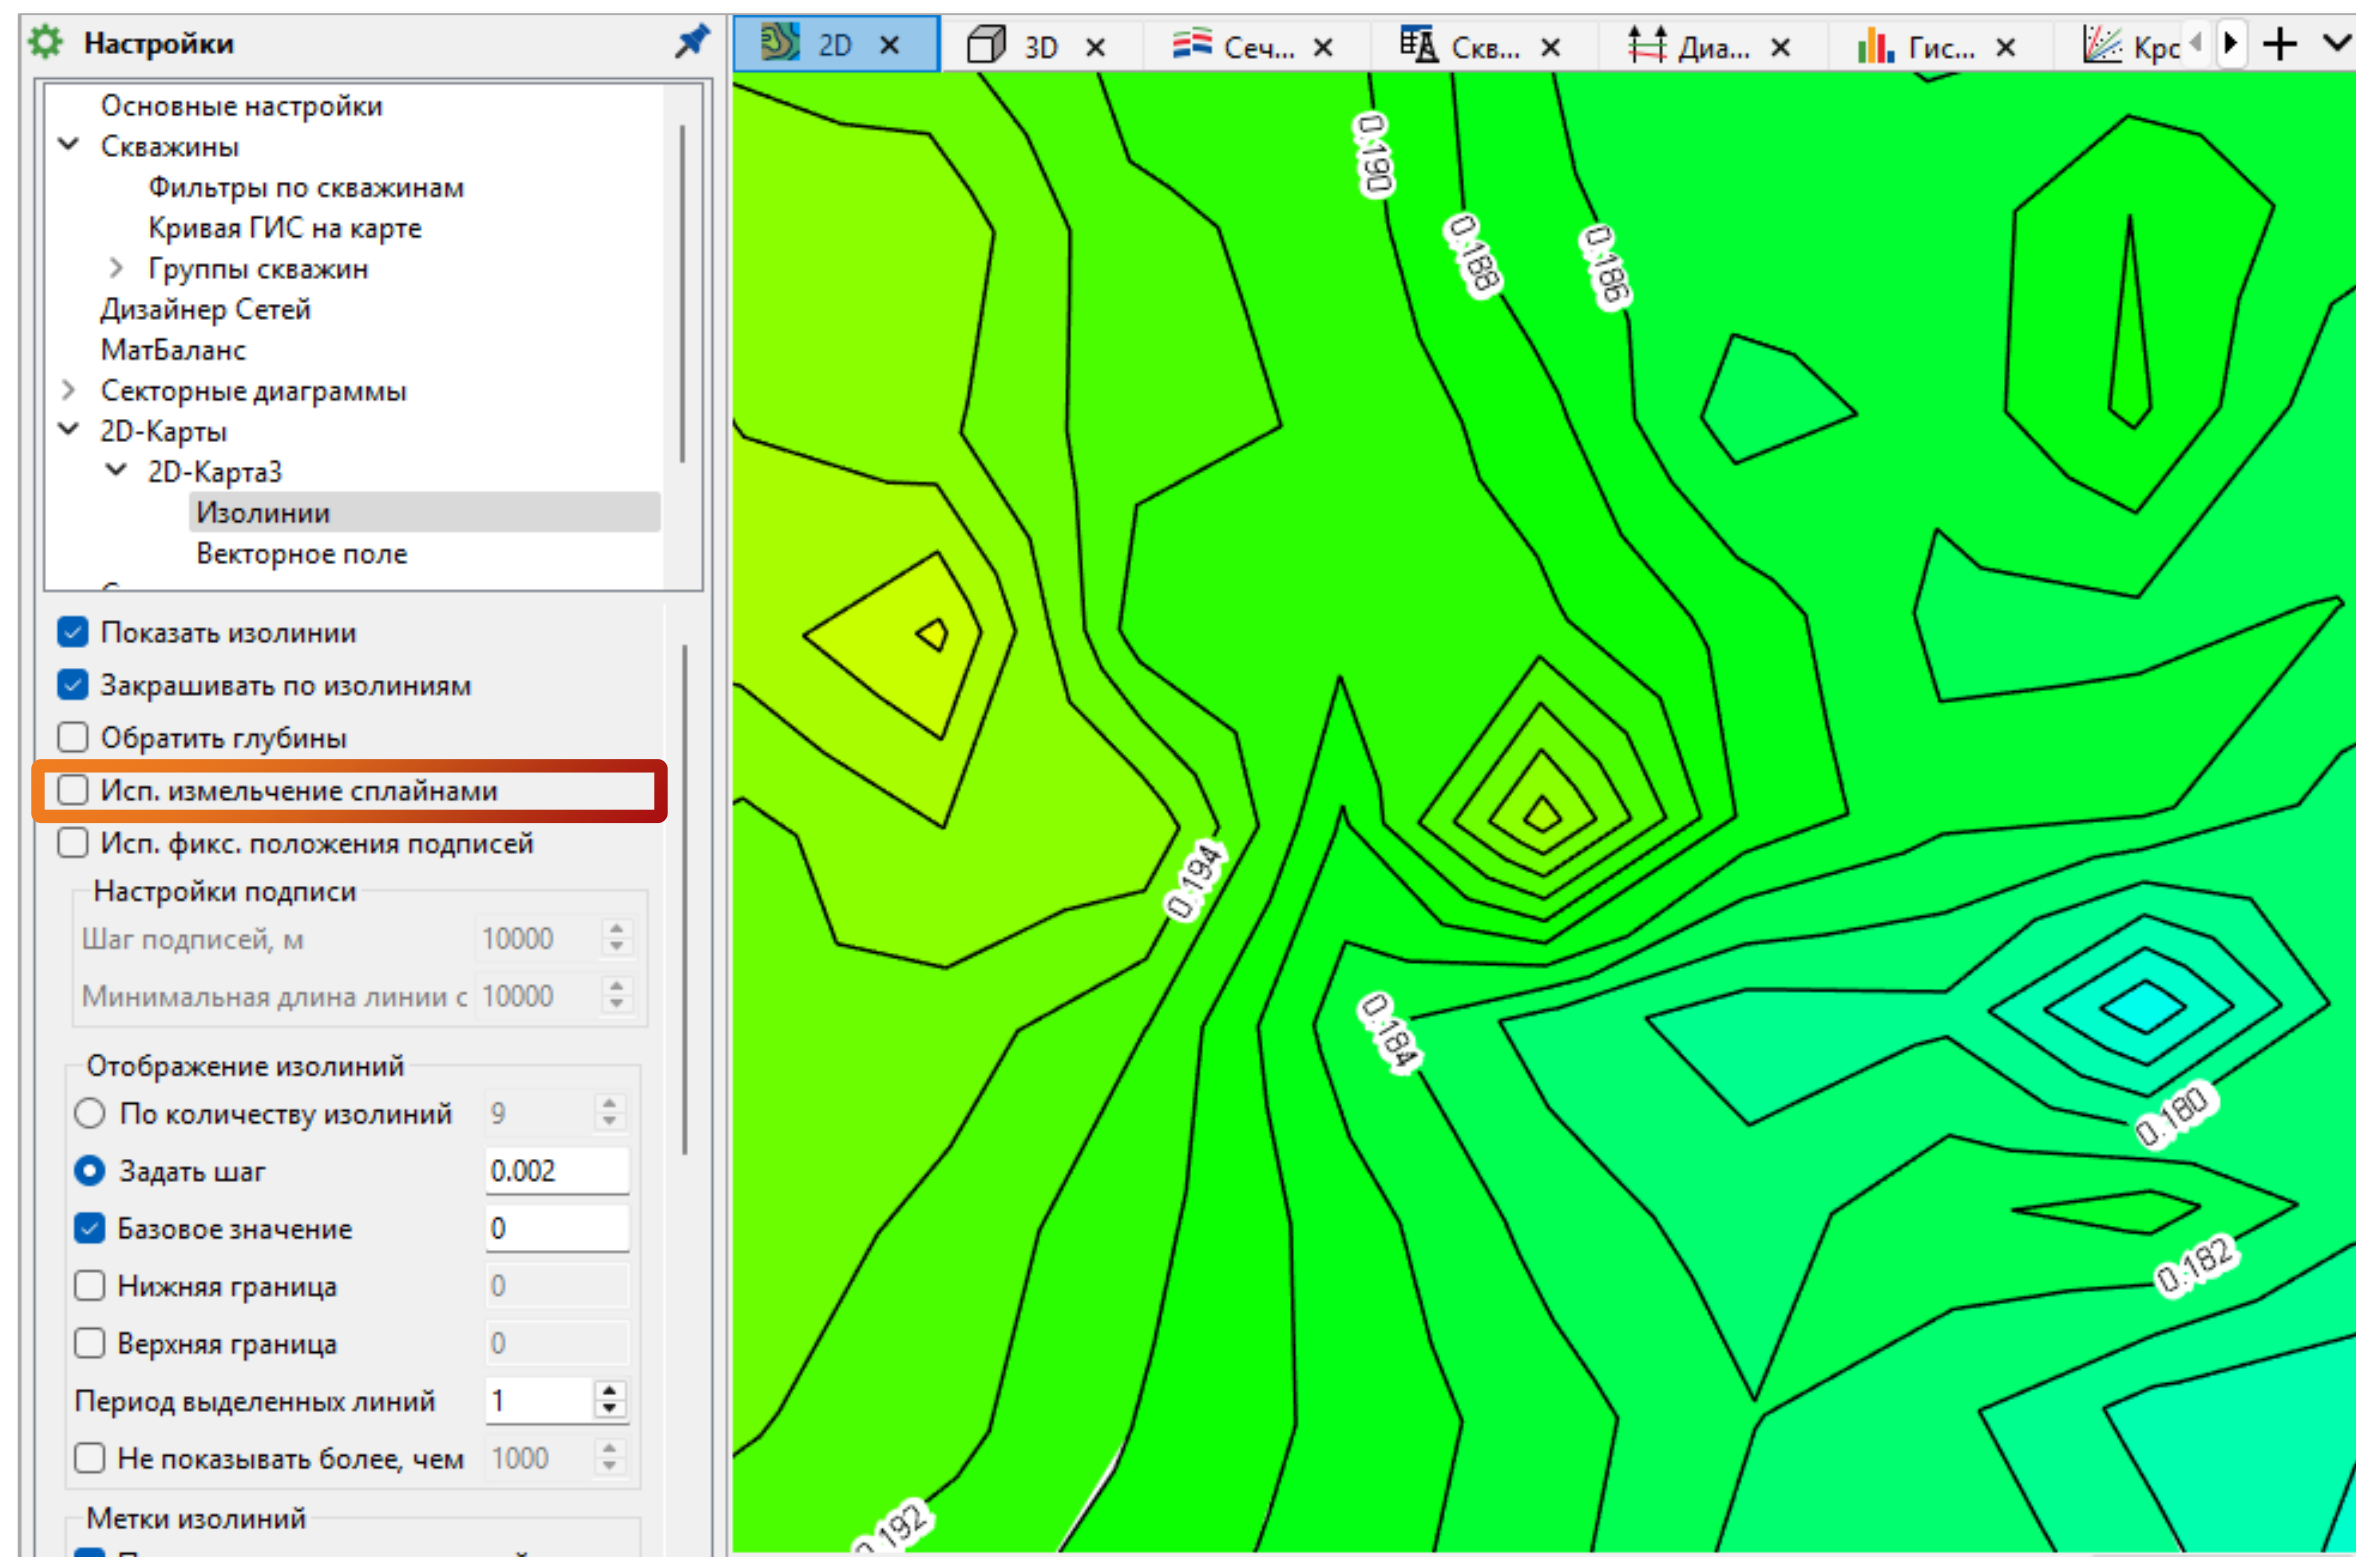 Настройки
2D
3D
Сеч...
Скв...
Диа...
Гис...
Крс
Основные настройки
Скважины
Фильтры по скважинам
Кривая ГИС на карте
Группы скважин
Дизайнер Сетей
МатБаланс
Секторные диаграммы
2D-Карты
2D-Карта3
Изолинии
Векторное поле
Показать изолинии
Закрашивать по изолиниям
Обратить глубины
Исп. измельчение сплайнами
Исп. фикс. положения подписей
Настройки подписи
Шаг подписей, м 10000
Минимальная длина линии с 10000
Отображение изолиний
По количеству изолиний 9
Задать шаг 0.002
Базовое значение 0
Нижняя граница 0
Верхняя граница 0
Период выделенных линий 1
Не показывать более, чем 1000
Метки изолиний
0.190
0.188
0.186
0.194
0.184
0.180
0.182
0.192